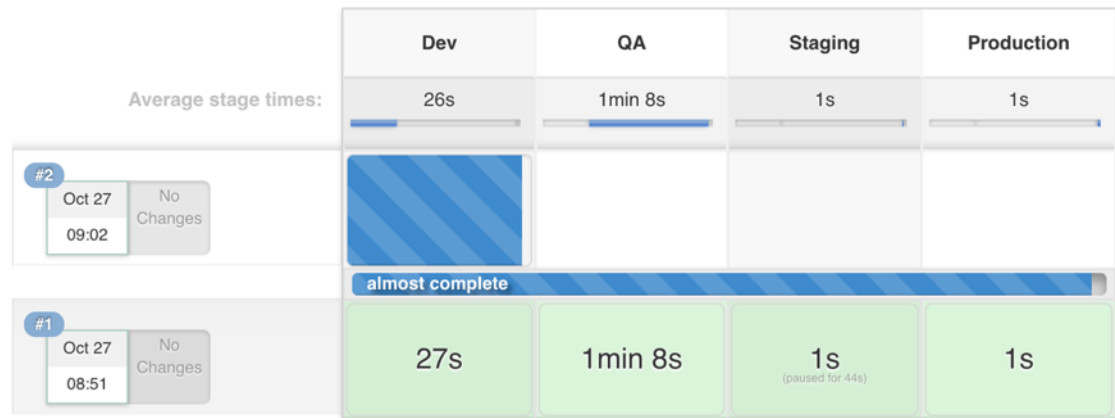 Dev QA Staging Production
Average stage times: 26s 1min 8s 1s 1s
#2
Oct 27 No Changes
09:02
almost complete
#1
Oct 27 No Changes
08:51
27s 1min 8s 1s 1s
(paused for 44s)